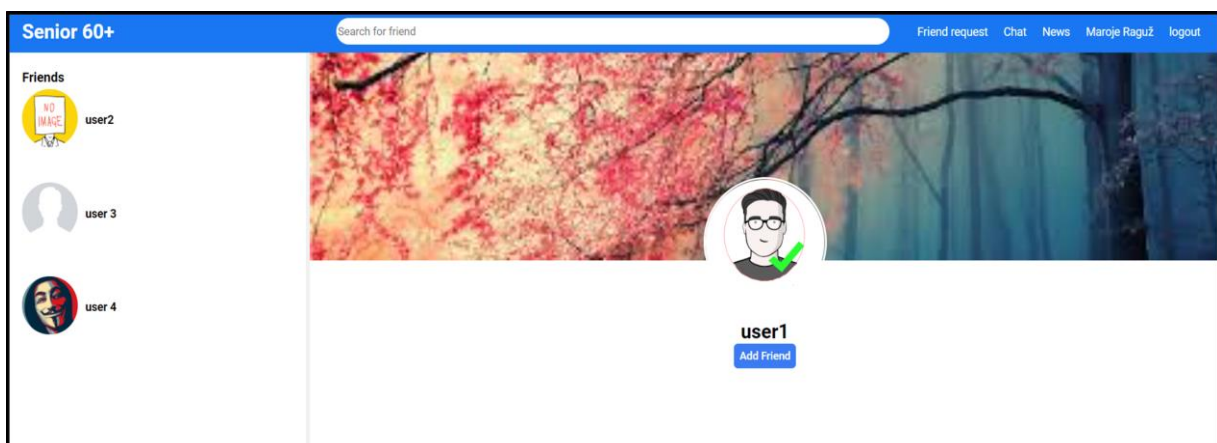 Senior 60+
Search for friend
Friend request Chat News Maroje Raguž logout
Friends
NO
IMAGE
user2
user 3
user 4
user1
Add Friend